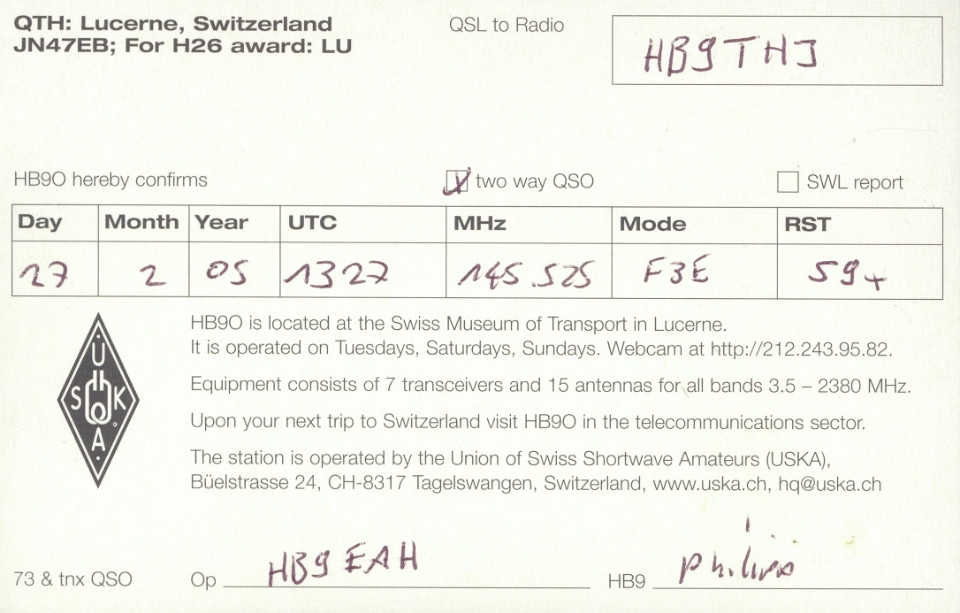 QTH: Lucerne, Switzerland
JN47EB; For H26 award: LU
QSL to Radio
HB9THJ
HB9O hereby confirms
two way QSO
SWL report
Day Month Year UTC MHz Mode RST
27 2 05 1327 145.525 F3E 59+
USKA
HB9O is located at the Swiss Museum of Transport in Lucerne.
It is operated on Tuesdays, Saturdays, Sundays. Webcam at http://212.243.95.82.
Equipment consists of 7 transceivers and 15 antennas for all bands 3.5 – 2380 MHz.
Upon your next trip to Switzerland visit HB9O in the telecommunications sector.
The station is operated by the Union of Swiss Shortwave Amateurs (USKA),
Büelstrasse 24, CH-8317 Tagelswangen, Switzerland, www.uska.ch, hq@uska.ch
73 & tnx QSO Op HB9EAH HB9